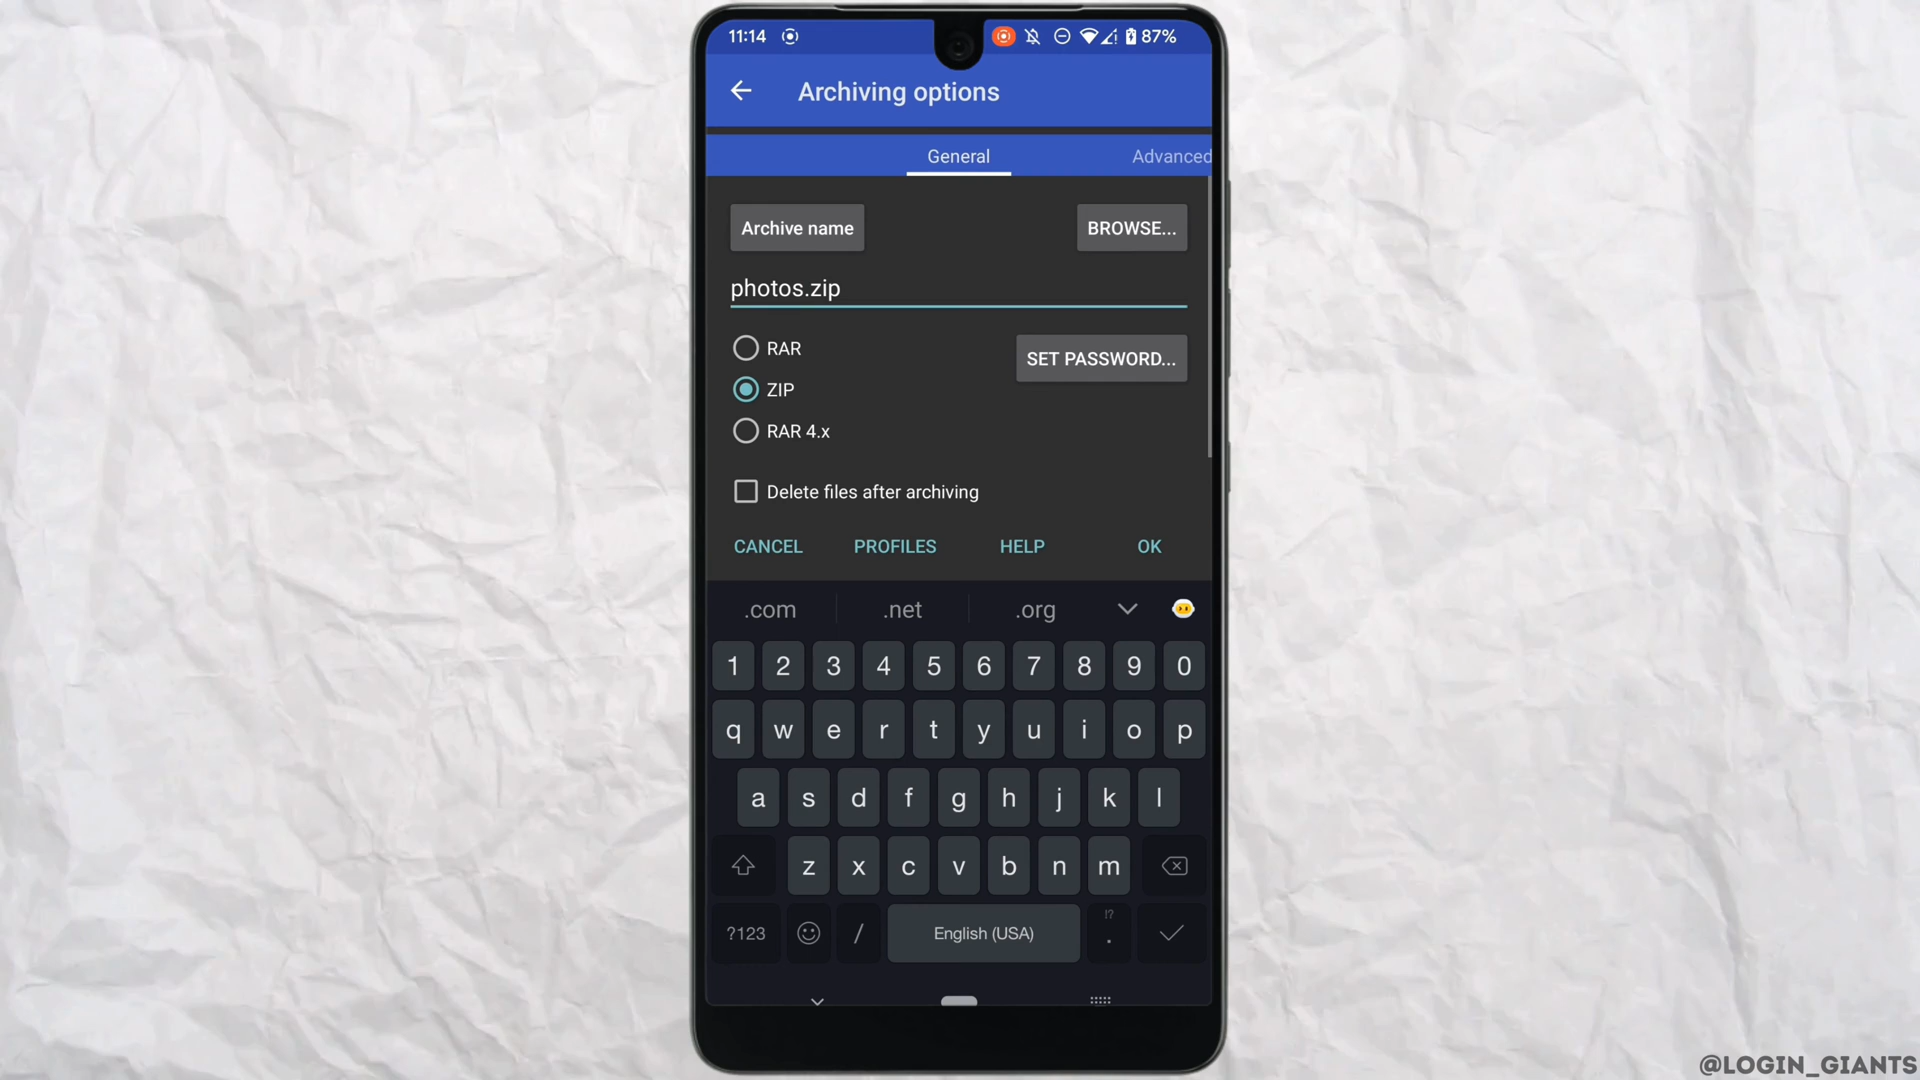 11:14 87%
Archiving options
General Advanced
Archive name BROWSE...
photos.zip
RAR SET PASSWORD...
ZIP
RAR 4.x
Delete files after archiving
CANCEL PROFILES HELP OK
.com .net .org
1 2 3 4 5 6 7 8 9 0
q w e r t y u i o p
a s d f g h j k l
z x c v b n m
?123 / English (USA) !? .
@LOGIN_GIANTS